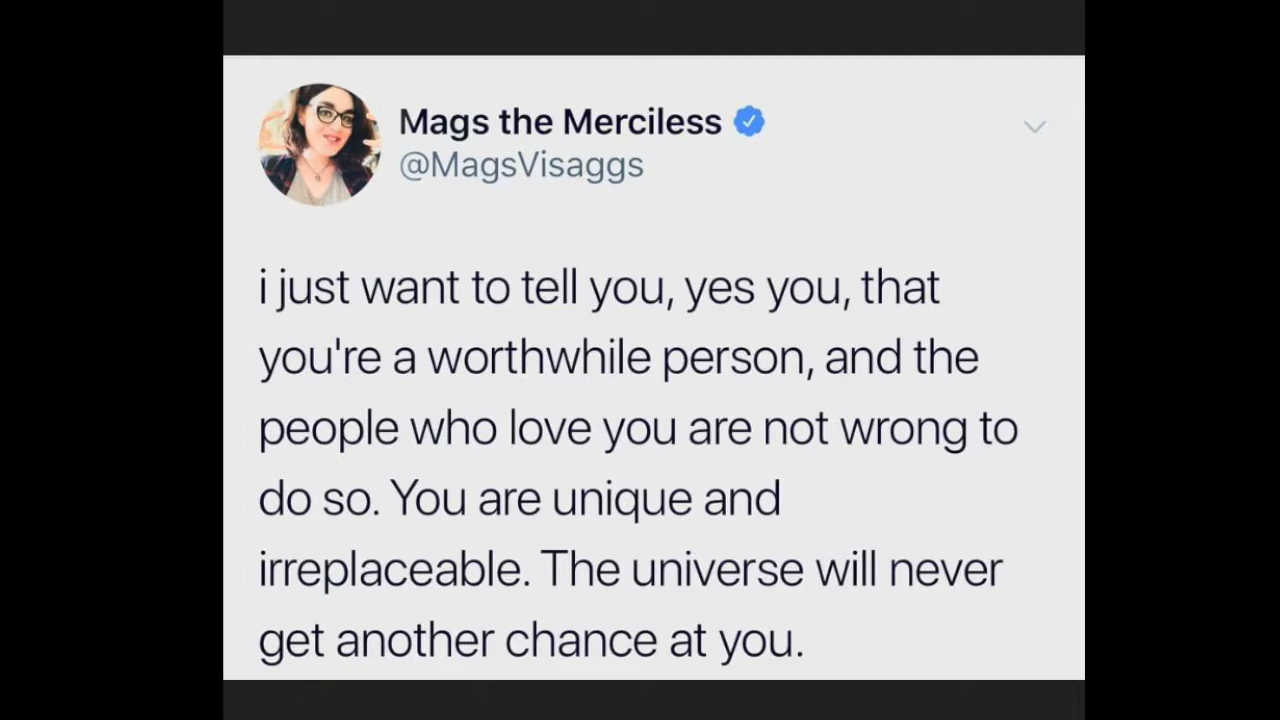 Mags the Merciless
@MagsVisaggs
i just want to tell you, yes you, that
you're a worthwhile person, and the
people who love you are not wrong to
do so. You are unique and
irreplaceable. The universe will never
get another chance at you.